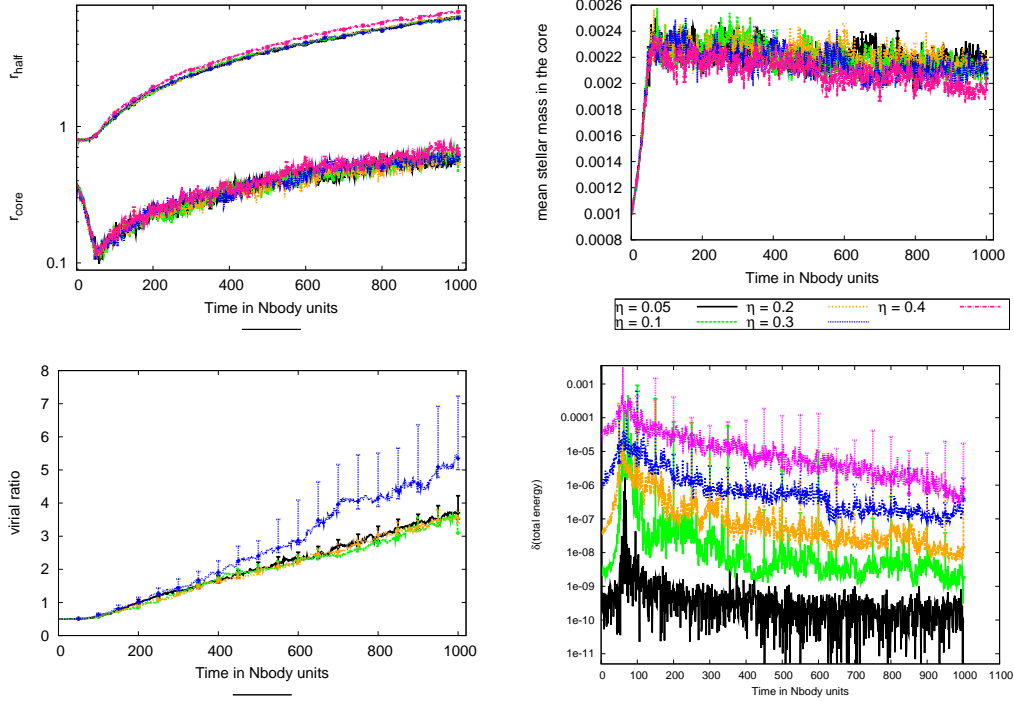 r_half
r_core
1
0.1
0
200
400
600
800
1000
Time in Nbody units
mean stellar mass in the core
0.0026
0.0024
0.0022
0.002
0.0018
0.0016
0.0014
0.0012
0.001
0.0008
0
200
400
600
800
1000
Time in Nbody units
η = 0.05
η = 0.2
η = 0.4
η = 0.1
η = 0.3
virial ratio
8
7
6
5
4
3
2
1
0
0
200
400
600
800
1000
Time in Nbody units
δ(total energy)
0.001
0.0001
1e-05
1e-06
1e-07
1e-08
1e-09
1e-10
1e-11
0
100
200
300
400
500
600
700
800
900
1000
1100
Time in Nbody units